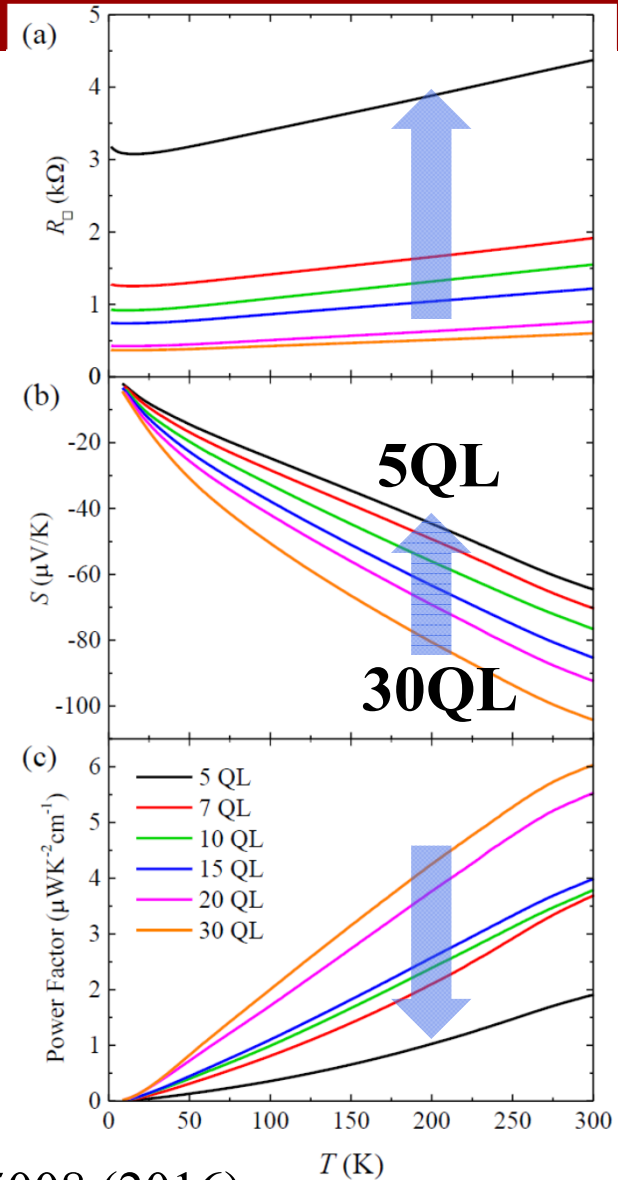 (a)
5
4
3
2
1
0
R□ (kΩ)
(b)
-20
-40
-60
-80
-100
S (µV/K)
5QL
30QL
(c)
6
5
4
3
2
1
0
Power Factor (µWK⁻²cm⁻¹)
5 QL
7 QL
10 QL
15 QL
20 QL
30 QL
0 50 100 150 200 250 300
T (K)
008 (2016)